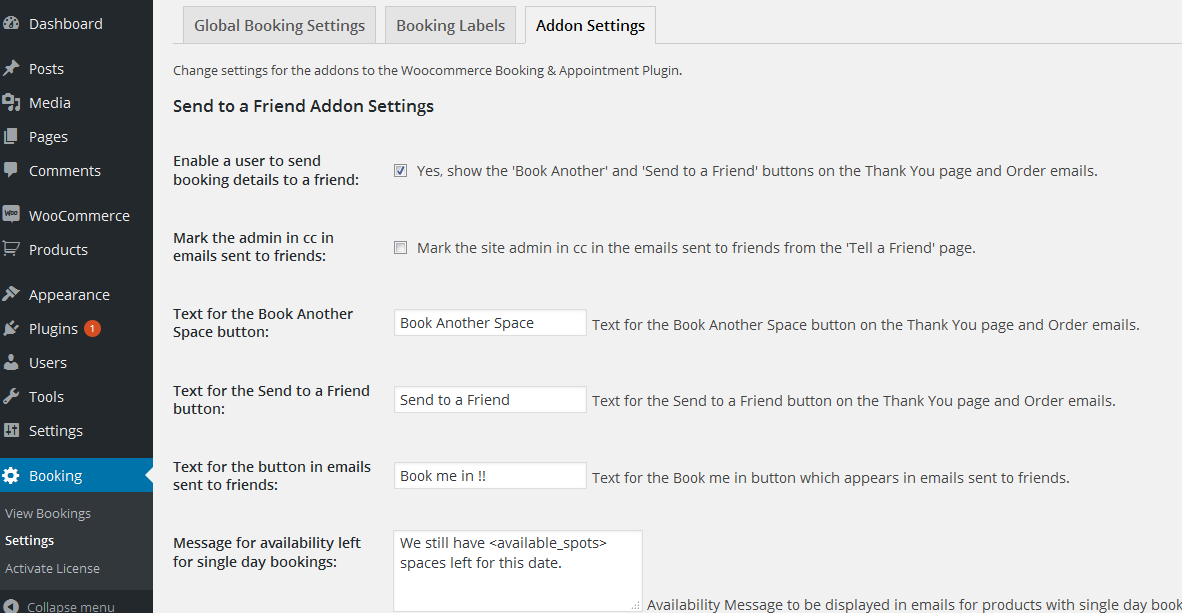 Dashboard
Posts
Media
Pages
Comments
Woo WooCommerce
Products
Appearance
Plugins 1
Users
Tools
Settings
Booking
View Bookings
Settings
Activate License
Collapse menu
Global Booking Settings
Booking Labels
Addon Settings
Change settings for the addons to the Woocommerce Booking & Appointment Plugin.
Send to a Friend Addon Settings
Enable a user to send
booking details to a friend:
Yes, show the 'Book Another' and 'Send to a Friend' buttons on the Thank You page and Order emails.
Mark the admin in cc in
emails sent to friends:
Mark the site admin in cc in the emails sent to friends from the 'Tell a Friend' page.
Text for the Book Another
Space button:
Book Another Space
Text for the Book Another Space button on the Thank You page and Order emails.
Text for the Send to a Friend
button:
Send to a Friend
Text for the Send to a Friend button on the Thank You page and Order emails.
Text for the button in emails
sent to friends:
Book me in !!
Text for the Book me in button which appears in emails sent to friends.
Message for availability left
for single day bookings:
We still have <available_spots>
spaces left for this date.
Availability Message to be displayed in emails for products with single day book